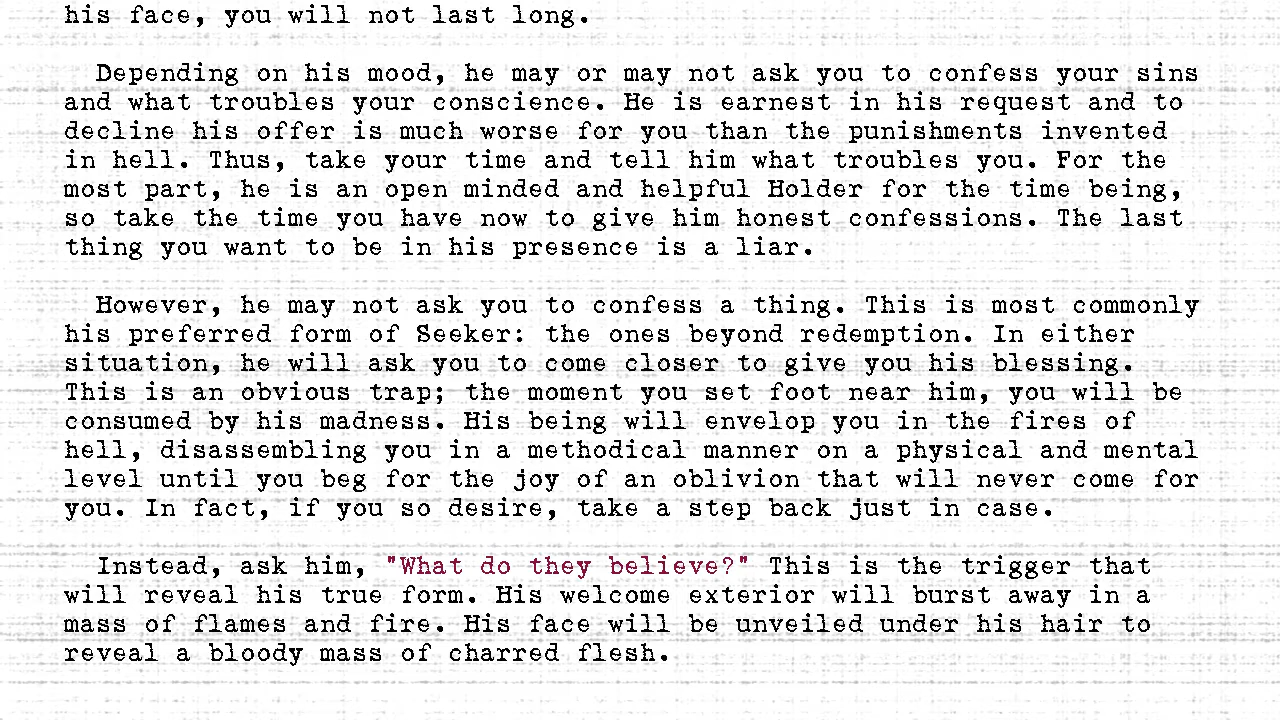 his face, you will not last long.
Depending on his mood, he may or may not ask you to confess your sins
and what troubles your conscience. He is earnest in his request and to
decline his offer is much worse for you than the punishments invented
in hell. Thus, take your time and tell him what troubles you. For the
most part, he is an open minded and helpful Holder for the time being,
so take the time you have now to give him honest confessions. The last
thing you want to be in his presence is a liar.
However, he may not ask you to confess a thing. This is most commonly
his preferred form of Seeker: the ones beyond redemption. In either
situation, he will ask you to come closer to give you his blessing.
This is an obvious trap; the moment you set foot near him, you will be
consumed by his madness. His being will envelop you in the fires of
hell, disassembling you in a methodical manner on a physical and mental
level until you beg for the joy of an oblivion that will never come for
you. In fact, if you so desire, take a step back just in case.
Instead, ask him, "What do they believe?" This is the trigger that
will reveal his true form. His welcome exterior will burst away in a
mass of flames and fire. His face will be unveiled under his hair to
reveal a bloody mass of charred flesh.